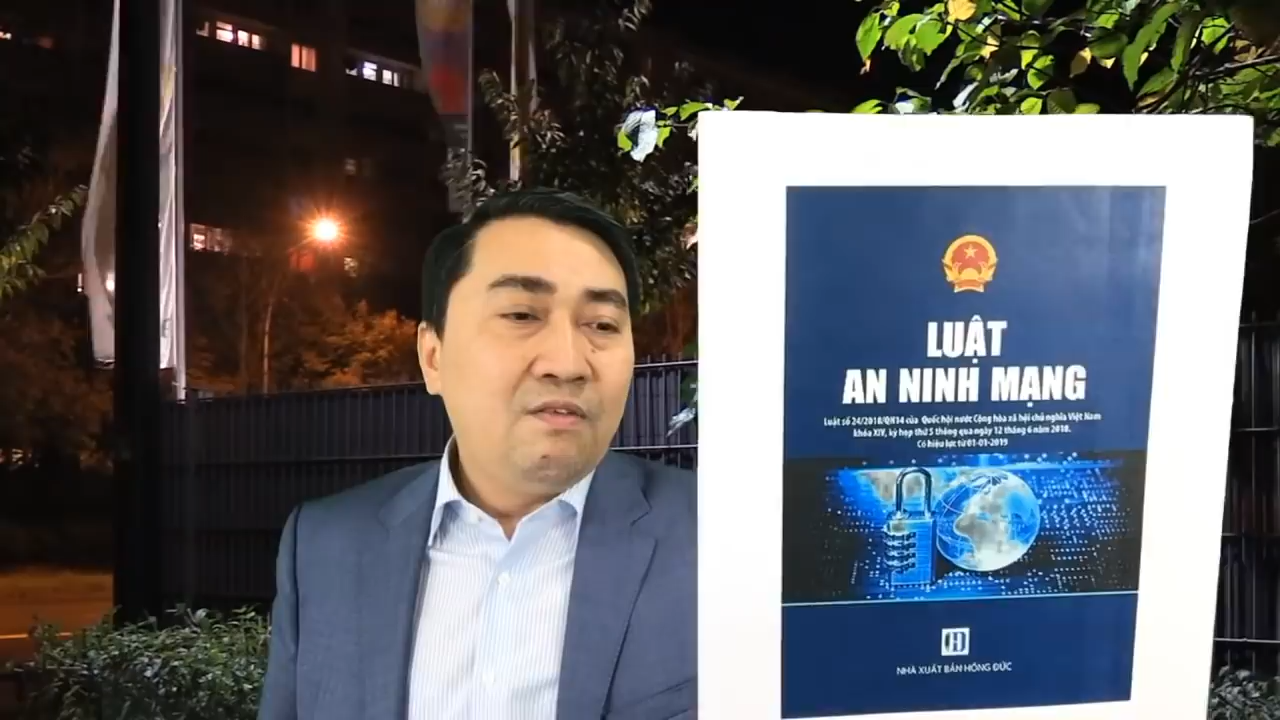 LUẬT
AN NINH MẠNG
Luật số 24/2018/QH14 của Quốc hội nước Cộng hòa xã hội chủ nghĩa Việt Nam
khóa XIV, kỳ họp thứ 5 thông qua ngày 12 tháng 6 năm 2018.
Có hiệu lực từ 01-01-2019
NHÀ XUẤT BẢN HỒNG ĐỨC